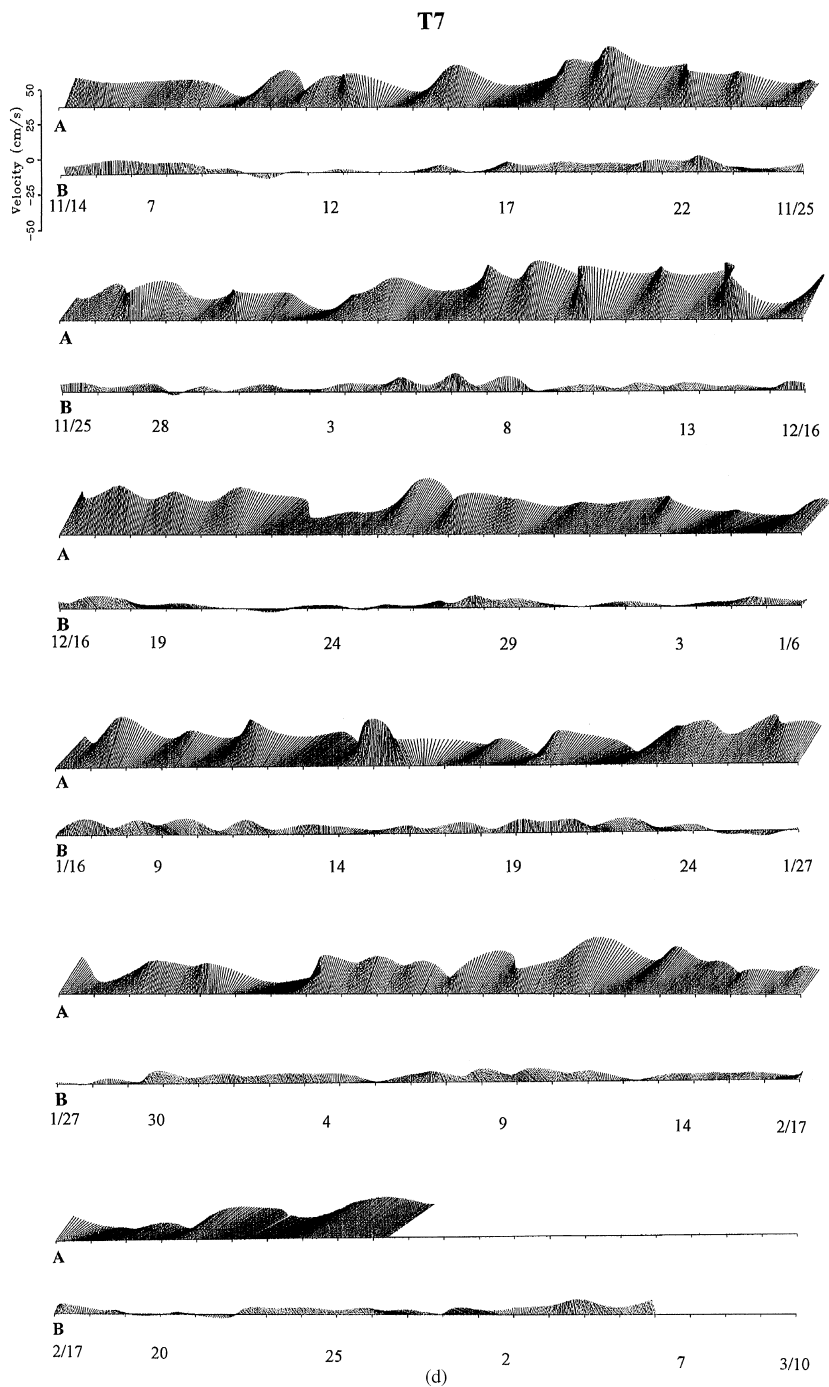 T7
Velocity (cm/s)
50
25
0
-25
-50
A
B
11/14 7 12 17 22 11/25
A
B
11/25 28 3 8 13 12/16
A
B
12/16 19 24 29 3 1/6
A
B
1/16 9 14 19 24 1/27
A
B
1/27 30 4 9 14 2/17
A
B
2/17 20 25 2 7 3/10
(d)